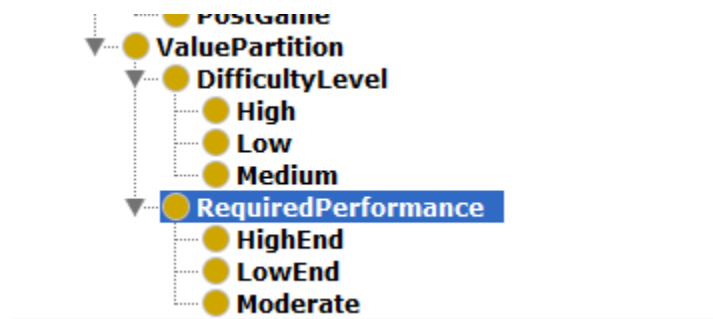 PostGame
ValuePartition
DifficultyLevel
High
Low
Medium
RequiredPerformance
HighEnd
LowEnd
Moderate